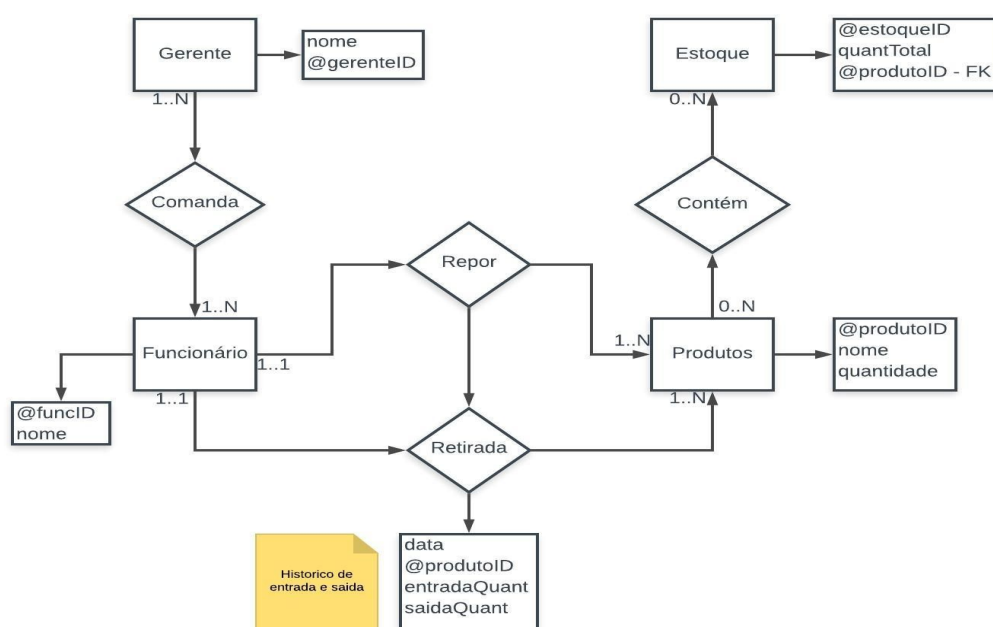 Gerente
nome
@gerenteID
Estoque
@estoqueID
quantTotal
@produtoID - FK
1..N
0..N
Comanda
Contém
Repor
1..N
0..N
Funcionário
1..1
1..N
Produtos
@produtoID
nome
quantidade
1..1
1..N
@funcID
nome
Retirada
Historico de
entrada e saida
data
@produtoID
entradaQuant
saidaQuant